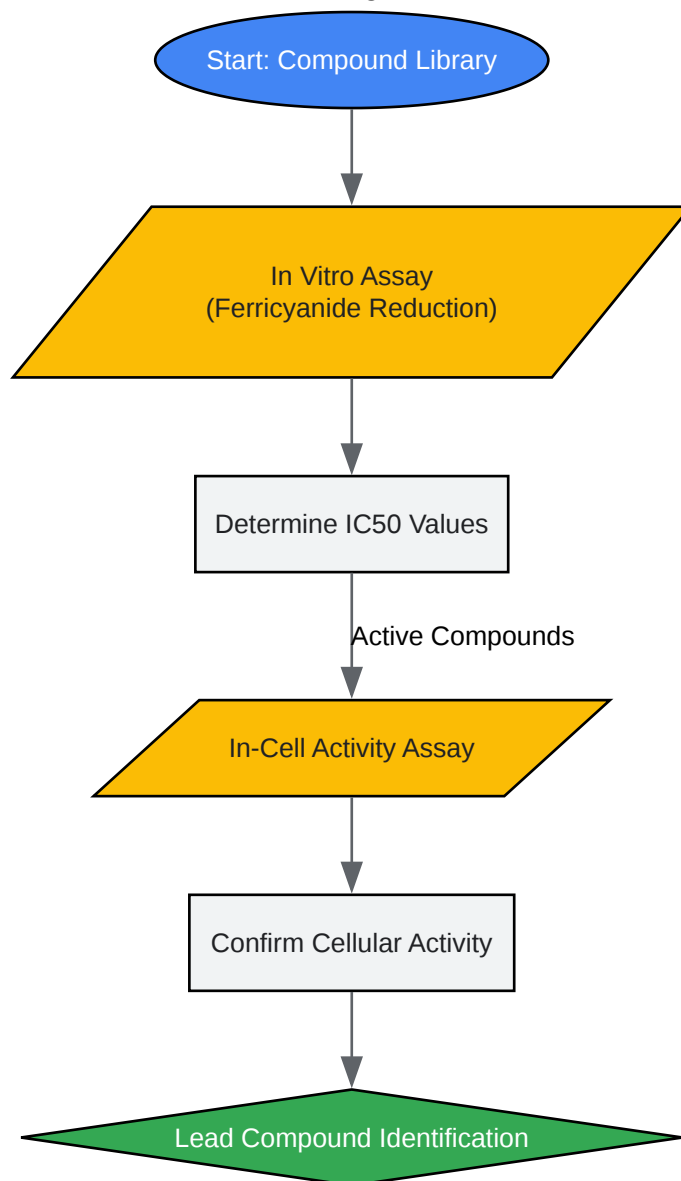 Start: Compound Library
In Vitro Assay
(Ferricyanide Reduction)
Determine IC50 Values
Active Compounds
In-Cell Activity Assay
Confirm Cellular Activity
Lead Compound Identification